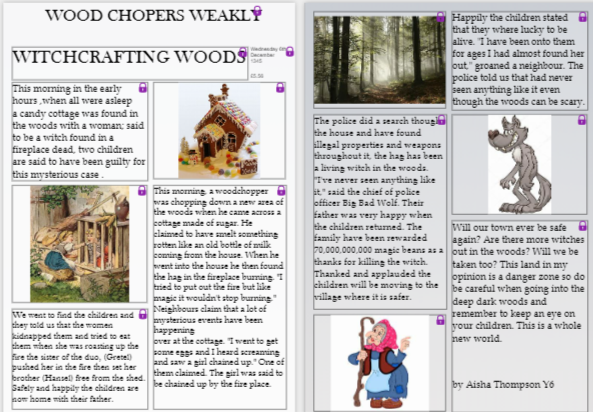 WOOD CHOPERS WEAKLY
WITCHCRAFTING WOODS
Wednesday 6th
December
1045
£0.50
This morning in the early
hours ,when all were asleep
a candy cottage was found in
the woods with a woman; said
to be a witch found in a
fireplace dead, two children
are said to have been guilty for
this mysterious case .
We went to find the children and
they told us that the women
kidnapped them and tried to eat
them when she was roasting up the
fire the sister of the duo, (Gretel)
pushed her in the fire then set her
brother (Hansel) free from the shed.
Safely and happily the children are
now home with their father.
This morning, a woodchopper
was chopping down a new area of
the woods when he came across a
cottage made of sugar. He
claimed to have smelt something
rotten like an old bottle of milk
coming from the house. When he
went into the house he then found
the hag in the fireplace burning. "I
tried to put out the fire but like
magic it wouldn't stop burning."
Neighbours claim that a lot of
mysterious events have been
happening
over at the cottage. "I went to get
some eggs and I heard screaming
and saw a girl chained up." One of
them claimed. The girl was said to
be chained up by the fire place.
The police did a search though
the house and have found
illegal properties and weapons
throughout it, the hag has been
a living witch in the woods.
"I've never seen anything like
it," said the chief of police
officer Big Bad Wolf. Their
father was very happy when
the children returned. The
family have been rewarded
70,000,000,000 magic beans as a
thanks for killing the witch.
Thanked and applauded the
children will be moving to the
village where it is safer.
Happily the children stated
that they where lucky to be
alive. "I have been onto them
for ages I had almost found her
out," groaned a neighbour. The
police told us that had never
seen anything like it even
though the woods can be scary.
Will our town ever be safe
again? Are there more witches
out in the woods? Will we be
taken too? This land in my
opinion is a danger zone so do
be careful when going into the
deep dark woods and
remember to keep an eye on
your children. This is a whole
new world.
by Aisha Thompson Y6